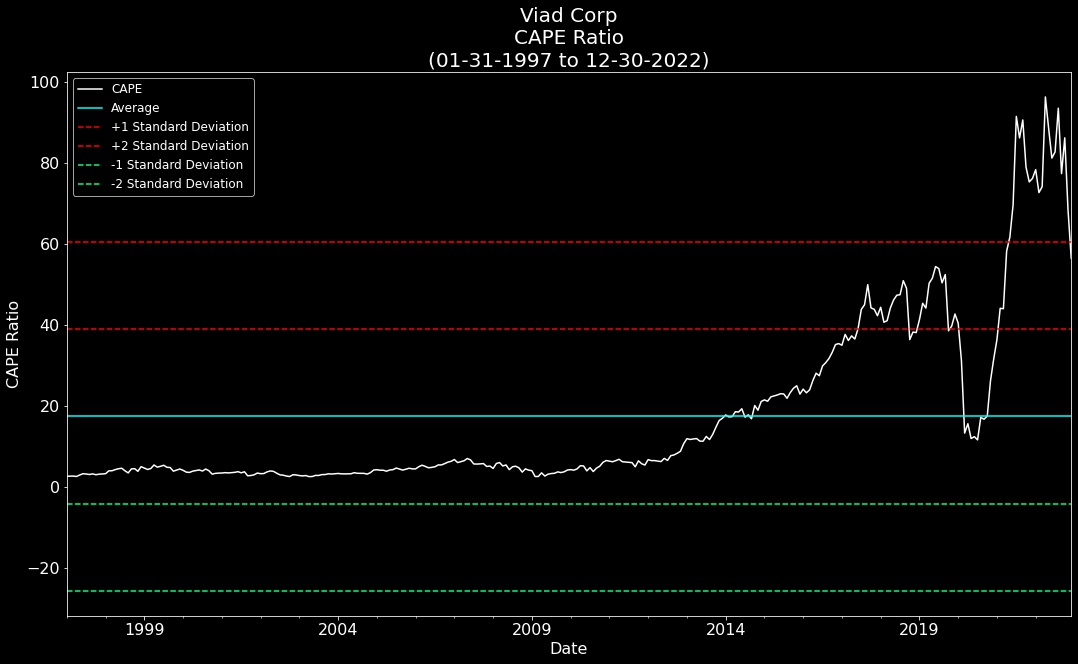 Viad Corp
CAPE Ratio
(01-31-1997 to 12-30-2022)
CAPE
Average
+1 Standard Deviation
+2 Standard Deviation
-1 Standard Deviation
-2 Standard Deviation
100
80
60
40
20
0
−20
CAPE Ratio
1999 2004 2009 2014 2019
Date